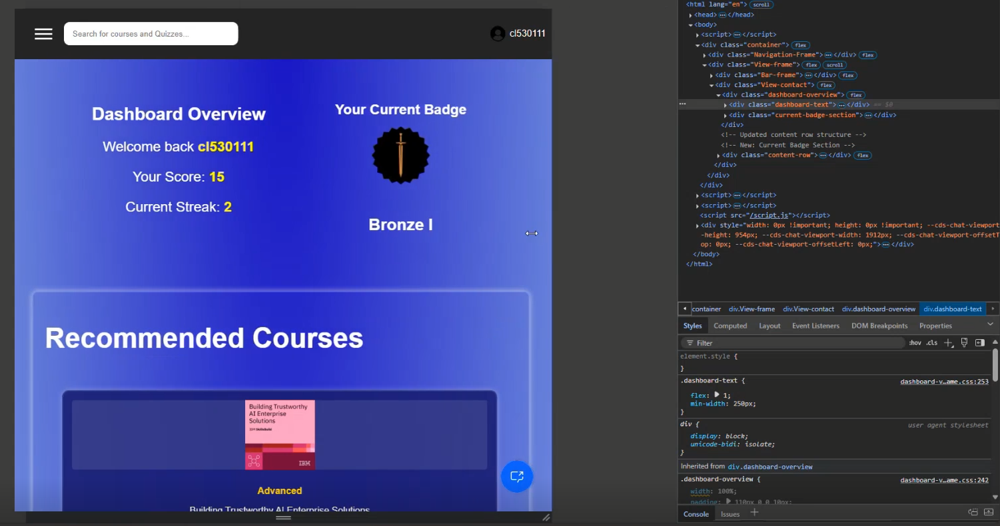 Search for courses and Quizzes...
cl530111
Dashboard Overview
Welcome back cl530111
Your Score: 15
Current Streak: 2
Your Current Badge
Bronze I
Recommended Courses
Building Trustworthy
AI Enterprise
Solutions
IBM SkillsBuild
IBM
Advanced
Building Trustworthy AI Enterprise Solutions
<html lang="en"> scroll
<head> ⋯ </head>
<body>
<script> ⋯ </script>
<div class="container"> flex
<div class="Navigation-Frame"> ⋯ </div> flex
<div class="View-frame"> flex scroll
<div class="Bar-frame"> ⋯ </div> flex
<div class="View-contact"> flex
<div class="dashboard-overview"> flex
<div class="dashboard-text"> ⋯ </div> == $0
<div class="current-badge-section"> ⋯ </div>
</div>
<!-- Updated content row structure -->
<!-- New: Current Badge Section -->
<div class="content-row"> ⋯ </div> flex
</div>
</div>
</div>
<script> ⋯ </script>
<script> ⋯ </script>
<script src="/script.js"></script>
<div style="width: 0px !important; height: 0px !important; --cds-chat-viewport
-height: 954px; --cds-chat-viewport-width: 1912px; --cds-chat-viewport-offsetT
op: 0px; --cds-chat-viewport-offsetLeft: 0px;"> ⋯ </div>
</body>
</html>
container div.View-frame div.View-contact div.dashboard-overview div.dashboard-text
Styles Computed Layout Event Listeners DOM Breakpoints Properties
Filter :hov .cls
element.style {
}
.dashboard-text { dashboard-v…ame.css:253
flex: 1;
min-width: 250px;
}
div { user agent stylesheet
display: block;
unicode-bidi: isolate;
}
Inherited from div.dashboard-overview
.dashboard-overview { dashboard-v…ame.css:242
width: 100%;
padding: 110px 0 0 10px;
Console Issues